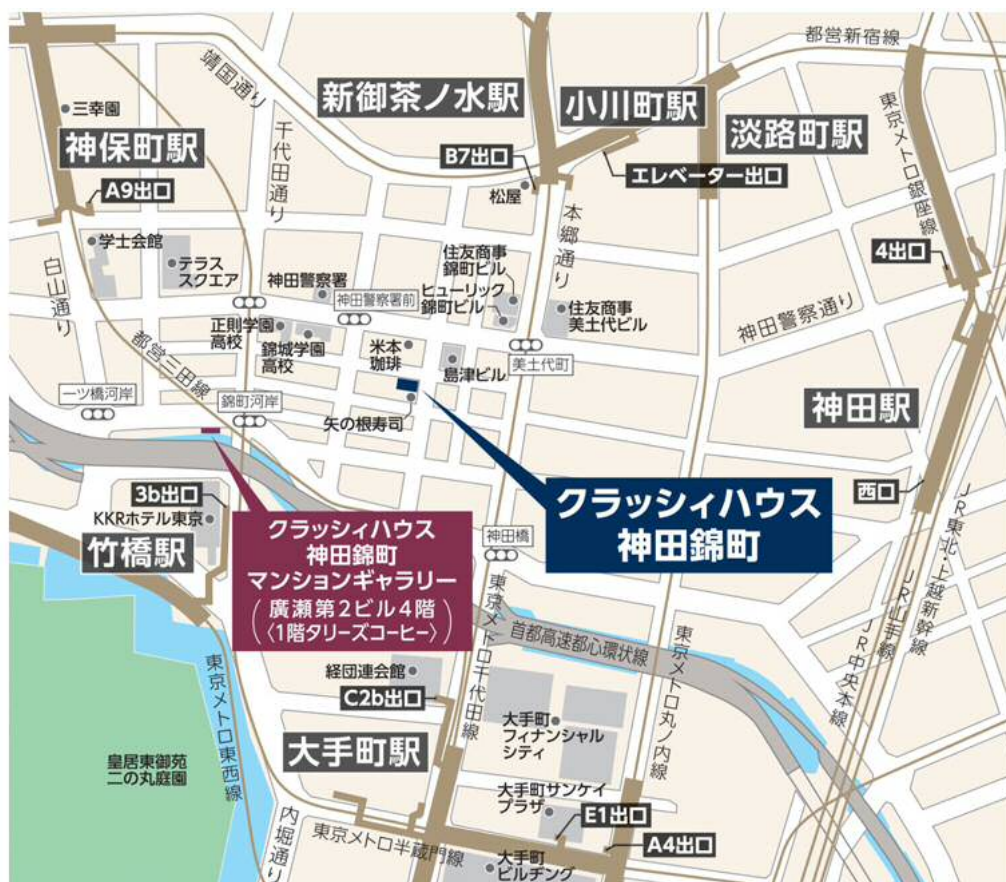 都営新宿線
靖国通り
新御茶ノ水駅
小川町駅
淡路町駅
三幸園
神保町駅
千代田通り
B7出口
エレベーター出口
東京メトロ銀座線
A9出口
松屋
本郷通り
学士会館
テラス
スクエア
白山通り
神田警察署
神田警察署前
住友商事
錦町ビル
ヒューリック
錦町ビル
住友商事
美土代ビル
4出口
神田警察通り
正則学園
高校
錦城学園
高校
米本
珈琲
島津ビル
美土代町
都営三田線
一ツ橋河岸
錦町河岸
矢の根寿司
神田駅
西口
クラッシィハウス
神田錦町
3b出口
KKRホテル東京
竹橋駅
クラッシィハウス
神田錦町
マンションギャラリー
(廣瀬第2ビル4階
〈1階タリーズコーヒー〉)
神田橋
首都高速都心環状線
JR東北・上越新幹線
JR山手線
JR中央本線
東京メトロ千代田線
東京メトロ丸ノ内線
東京メトロ東西線
経団連会館
C2b出口
大手町駅
大手町
フィナンシャル
シティ
皇居東御苑
二の丸庭園
大手町サンケイ
プラザ
E1出口
A4出口
内堀通り
東京メトロ半蔵門線
大手町
ビルヂング